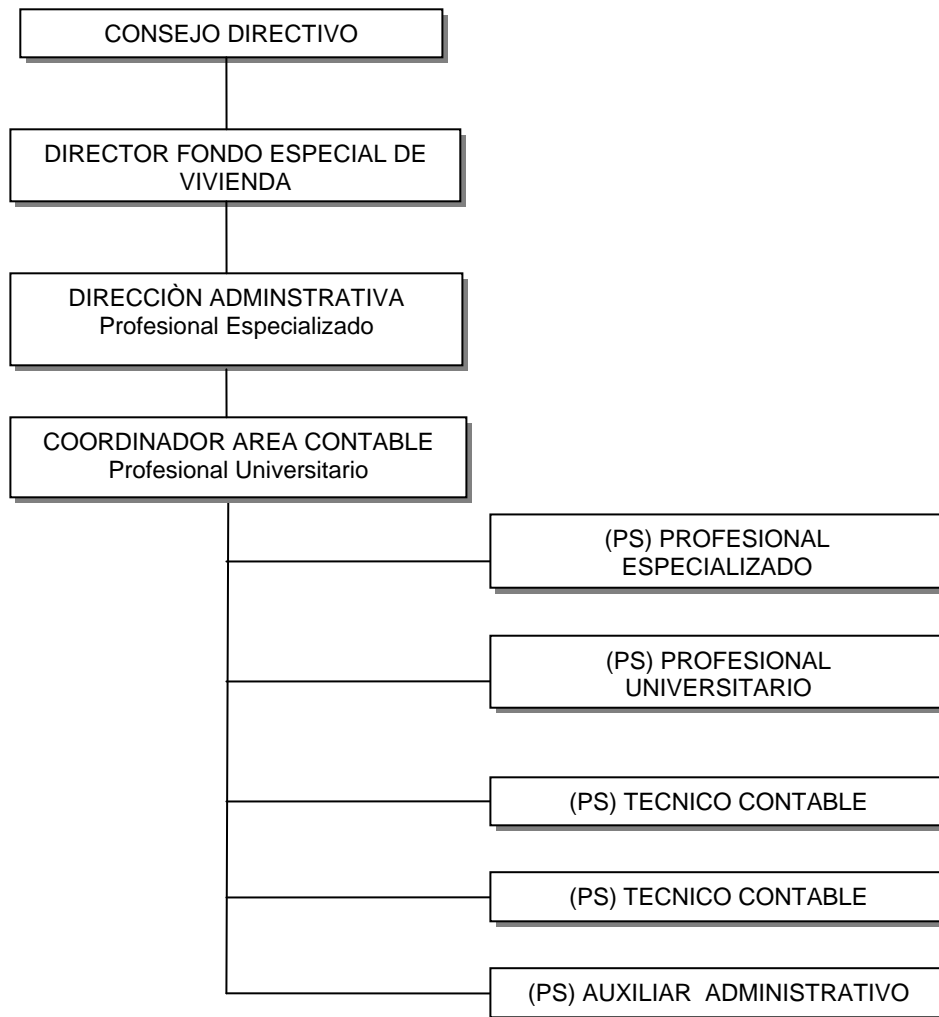 CONSEJO DIRECTIVO
DIRECTOR FONDO ESPECIAL DE
VIVIENDA
DIRECCIÒN ADMINSTRATIVA
Profesional Especializado
COORDINADOR AREA CONTABLE
Profesional Universitario
(PS) PROFESIONAL
ESPECIALIZADO
(PS) PROFESIONAL
UNIVERSITARIO
(PS) TECNICO CONTABLE
(PS) TECNICO CONTABLE
(PS) AUXILIAR ADMINISTRATIVO